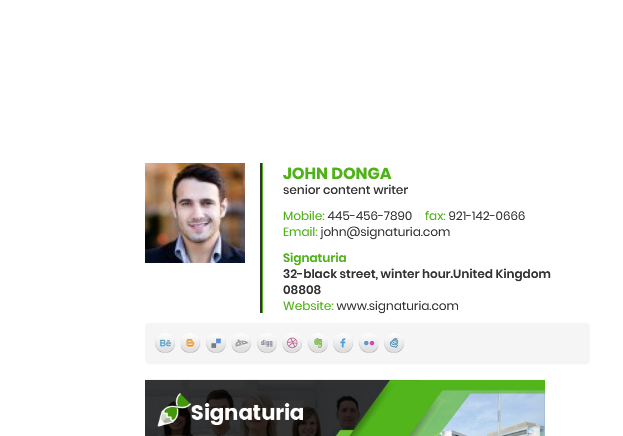 JOHN DONGA
senior content writer
Mobile: 445-456-7890 fax: 921-142-0666
Email: john@signaturia.com
Signaturia
32-black street, winter hour.United Kingdom
08808
Website: www.signaturia.com
Bē digg
Signaturia